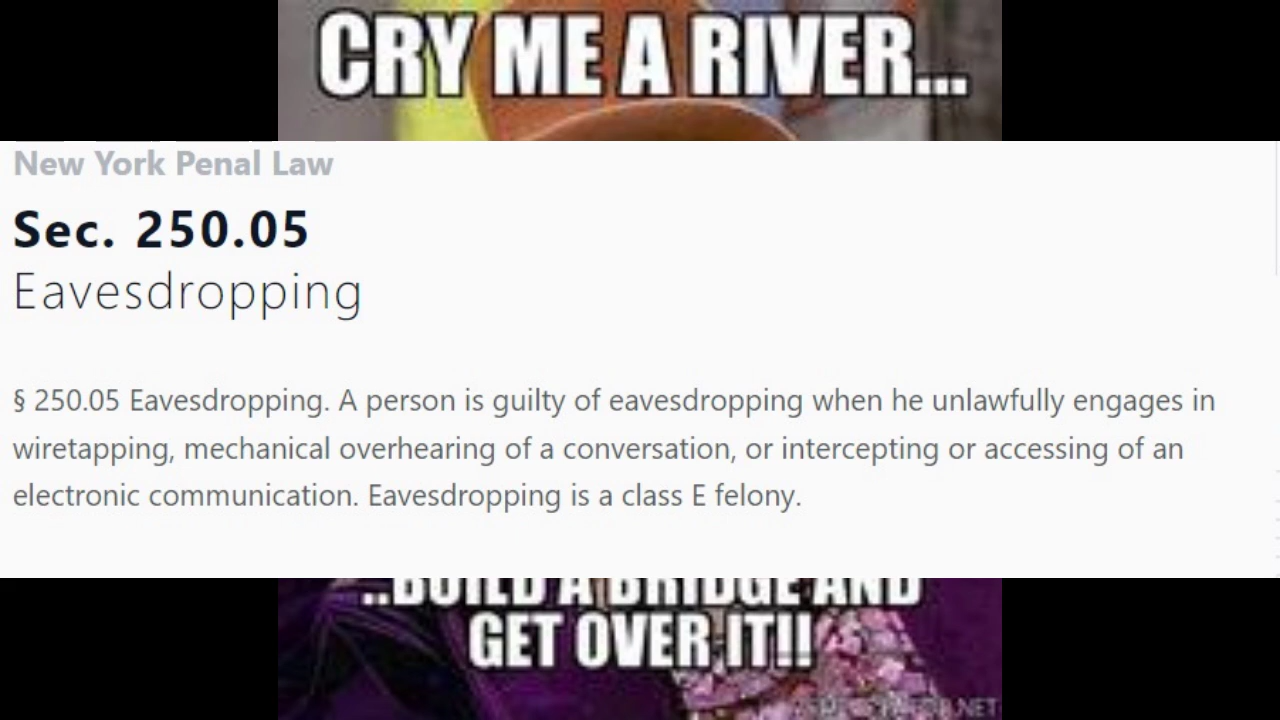 CRY ME A RIVER...
New York Penal Law
Sec. 250.05
Eavesdropping
§ 250.05 Eavesdropping. A person is guilty of eavesdropping when he unlawfully engages in
wiretapping, mechanical overhearing of a conversation, or intercepting or accessing of an
electronic communication. Eavesdropping is a class E felony.
..BUILD A BRIDGE AND
GET OVER IT!!